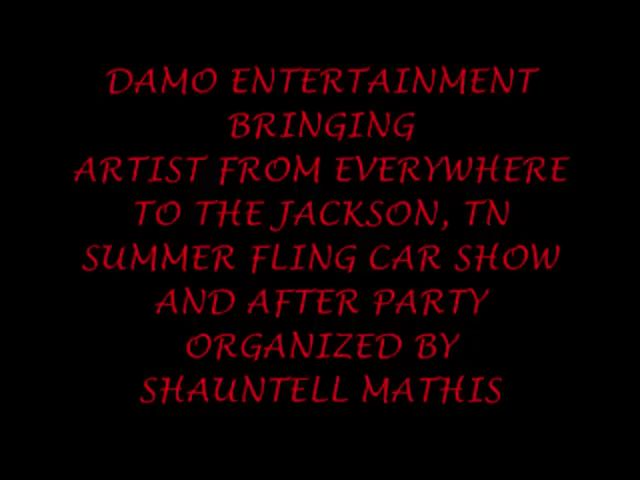 DAMO ENTERTAINMENT
BRINGING
ARTIST FROM EVERYWHERE
TO THE JACKSON, TN
SUMMER FLING CAR SHOW
AND AFTER PARTY
ORGANIZED BY
SHAUNTELL MATHIS